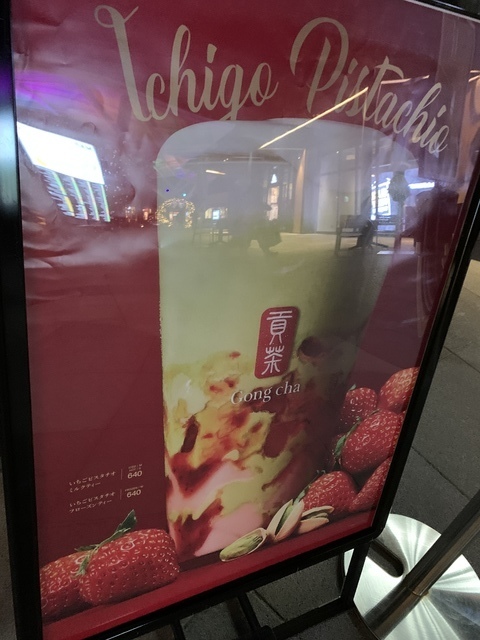 Ichigo Pistachio
貢
茶
Gong cha
いちごピスタチオ
ミルクティー
640
いちごピスタチオ
フローズンティー
640